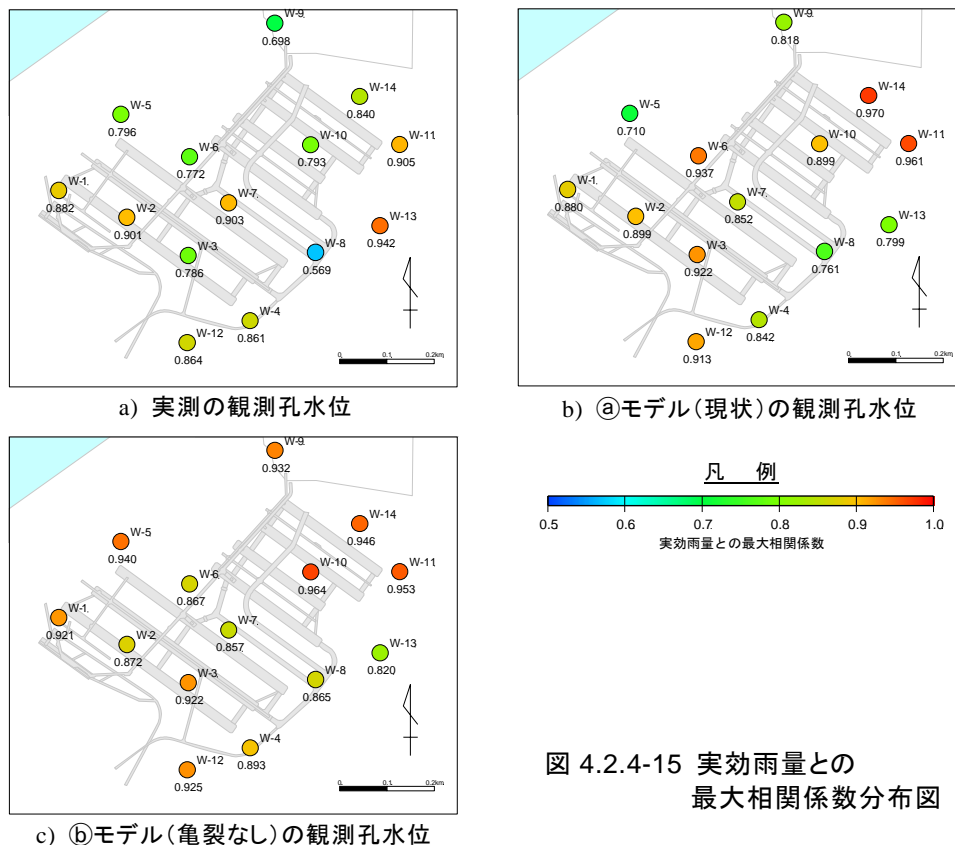 W-9.
0.698
W-14
0.840
W-5
0.796
W-10
0.793
W-11
0.905
W-6
0.772
W-1.
0.882
W-7.
0.903
W-2
0.901
W-13
0.942
W-3.
0.786
W-8
0.569
W-4
0.861
W-12
0.864
0. 0.1. 0.2km
a) 実測の観測孔水位
W-9.
0.818
W-14
0.970
W-5
0.710
W-10
0.899
W-11
0.961
W-6
0.937
W-1.
0.880
W-7.
0.852
W-2
0.899
W-13
0.799
W-3.
0.922
W-8
0.761
W-4
0.842
W-12
0.913
0. 0.1. 0.2km
b) ⓐモデル(現状)の観測孔水位
W-9.
0.932
W-14
0.946
W-5
0.940
W-10
0.964
W-11
0.953
W-6.
0.867
W-1.
0.921
W-7.
0.857
W-2
0.872
W-13
0.820
W-3.
0.922
W-8
0.865
W-4
0.893
W-12
0.925
0. 0.1. 0.2km
c) ⓑモデル(亀裂なし)の観測孔水位
凡 例
0.5 0.6 0.7 0.8 0.9 1.0
実効雨量との最大相関係数
図 4.2.4-15 実効雨量との
最大相関係数分布図